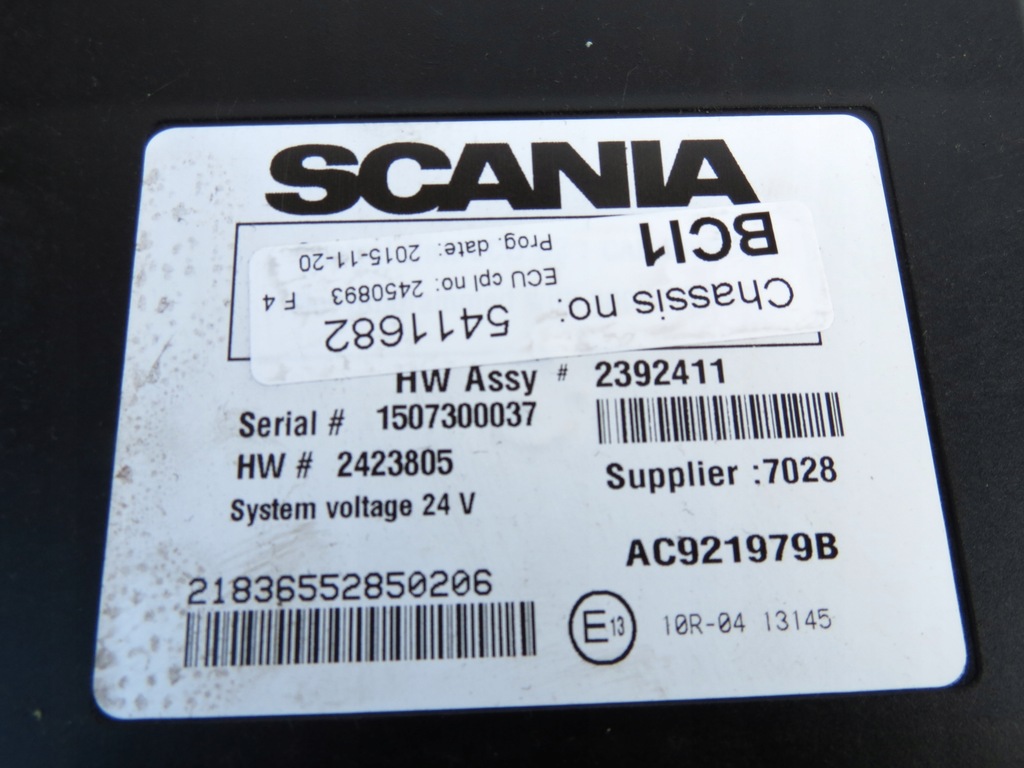 SCANIA
BCI1
Chassis no: 5411682
ECU cpl no: 2450893 F 4
Prog. date: 2015-11-20
HW Assy # 2392411
Serial # 1507300037
HW # 2423805
Supplier :7028
System voltage 24 V
AC921979B
21836552850206
E13 10R-04 13145